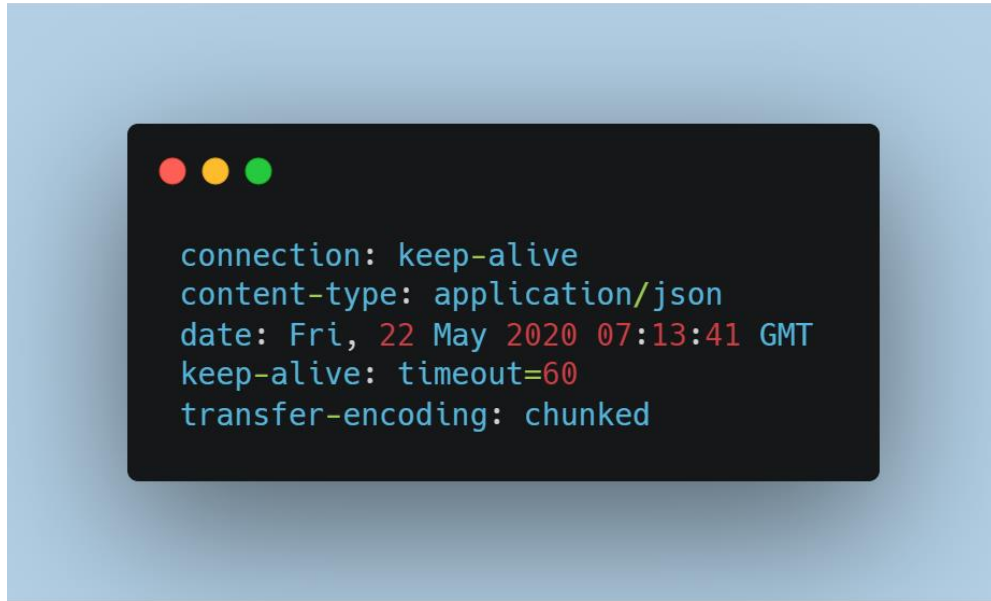 connection: keep-alive
content-type: application/json
date: Fri, 22 May 2020 07:13:41 GMT
keep-alive: timeout=60
transfer-encoding: chunked